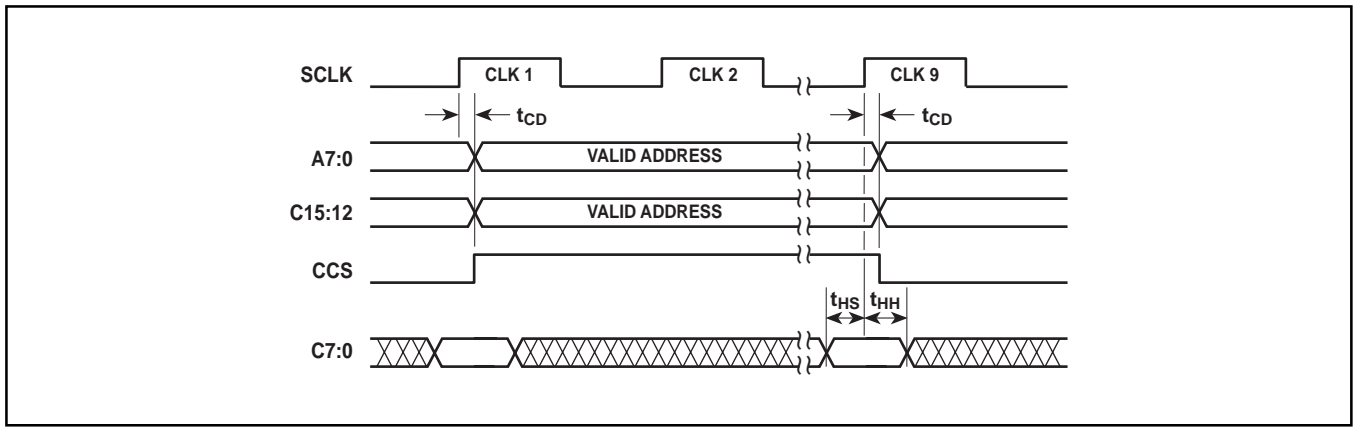 SCLK CLK 1 CLK 2 CLK 9
tCD tCD
A7:0 VALID ADDRESS
C15:12 VALID ADDRESS
CCS
tHS tHH
C7:0